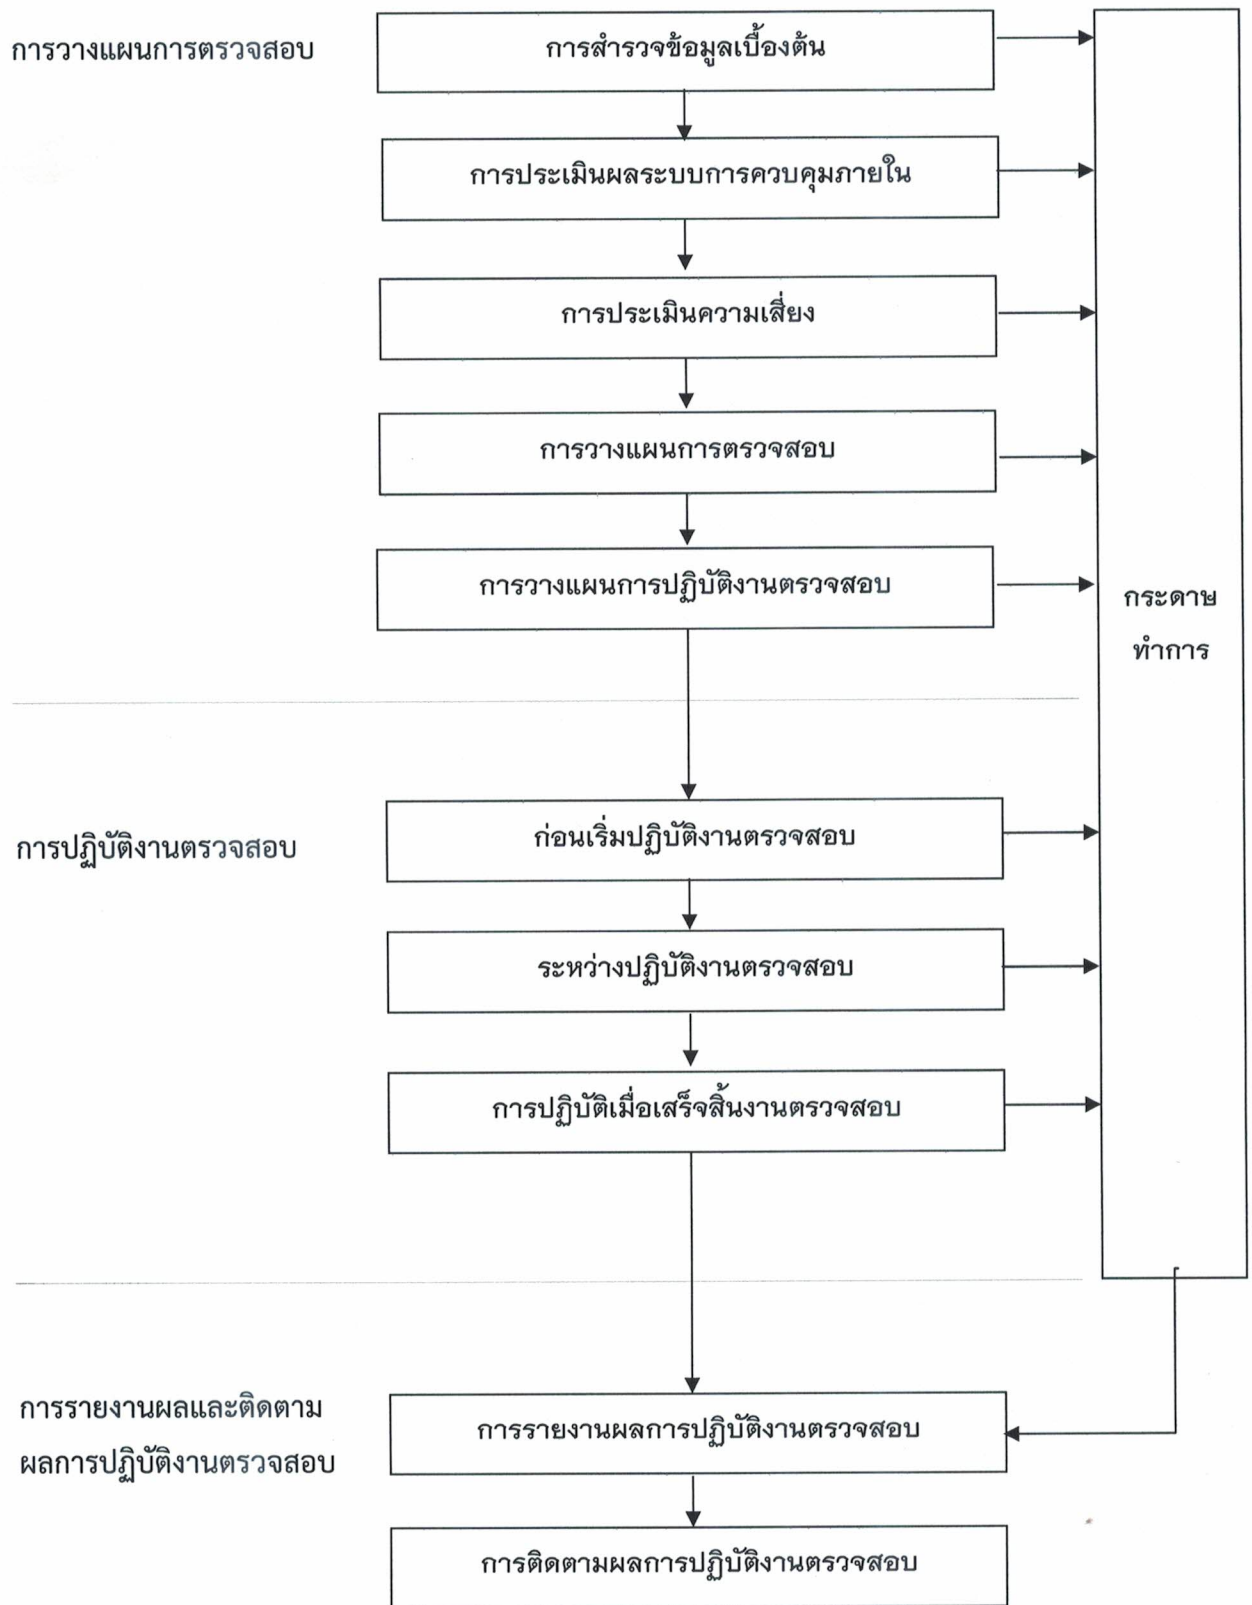 การวางแผนการตรวจสอบ
การสำรวจข้อมูลเบื้องต้น
การประเมินผลระบบการควบคุมภายใน
การประเมินความเสี่ยง
การวางแผนการตรวจสอบ
การวางแผนการปฏิบัติงานตรวจสอบ
กระดาษ
ทำการ
การปฏิบัติงานตรวจสอบ
ก่อนเริ่มปฏิบัติงานตรวจสอบ
ระหว่างปฏิบัติงานตรวจสอบ
การปฏิบัติเมื่อเสร็จสิ้นงานตรวจสอบ
การรายงานผลและติดตาม
ผลการปฏิบัติงานตรวจสอบ
การรายงานผลการปฏิบัติงานตรวจสอบ
การติดตามผลการปฏิบัติงานตรวจสอบ